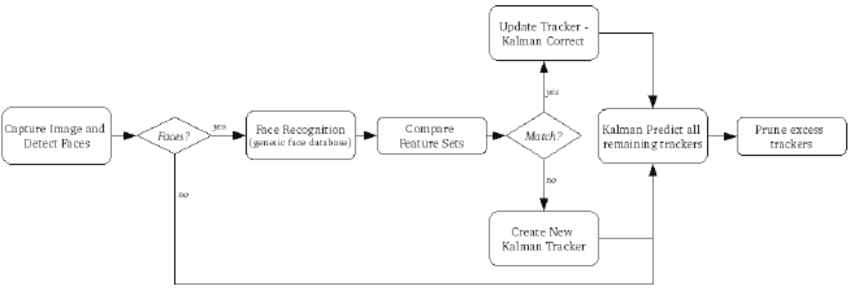 Update Tracker -
Kalman Correct
yes
Capture Image and
Detect Faces
Faces?
yes
Face Recognition
(generic face database)
Compare
Feature Sets
Match?
Kalman Predict all
remaining trackers
Prune excess
trackers
no
no
Create New
Kalman Tracker